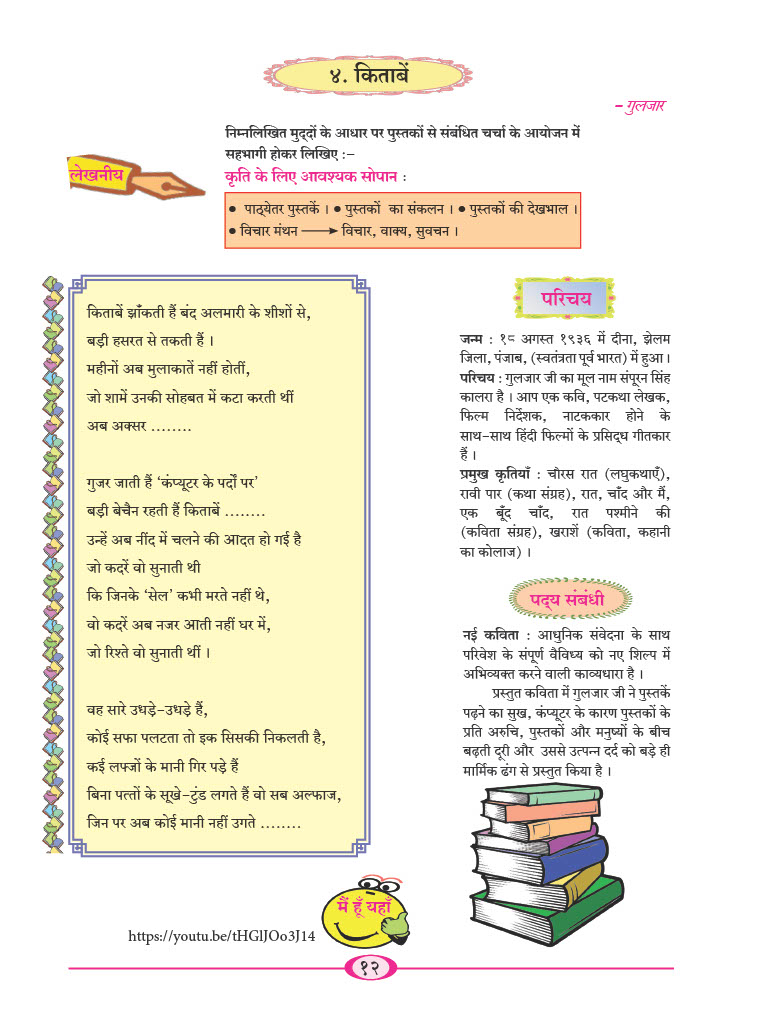 ४. किताबें
– गुलजार
निम्नलिखित मुद्‌दों के आधार पर पुस्तकों से संबंधित चर्चा के आयोजन में
सहभागी होकर लिखिए :–
लेखनीय
कृति के लिए आवश्यक सोपान :
● पाठ्‌येतर पुस्तकें । ● पुस्तकों का संकलन । ● पुस्तकों की देखभाल ।
● विचार मंथन ⟶ विचार, वाक्य, सुवचन ।
किताबें झाँकती हैं बंद अलमारी के शीशों से,
बड़ी हसरत से तकती हैं ।
महीनों अब मुलाकातें नहीं होतीं,
जो शामें उनकी सोहबत में कटा करती थीं
अब अक्सर ........
गुजर जाती हैं ‘कंप्यूटर के पर्दों पर’
बड़ी बेचैन रहती हैं किताबें ........
उन्हें अब नींद में चलने की आदत हो गई है
जो कदरें वो सुनाती थी
कि जिनके ‘सेल’ कभी मरते नहीं थे,
वो कदरें अब नजर आती नहीं घर में,
जो रिश्ते वो सुनाती थीं ।
वह सारे उधड़े-उधड़े हैं,
कोई सफा पलटता तो इक सिसकी निकलती है,
कई लफ्जों के मानी गिर पड़े हैं
बिना पत्तों के सूखे-टुंड लगते हैं वो सब अल्फाज,
जिन पर अब कोई मानी नहीं उगते ........
परिचय
जन्म : १८ अगस्त १९३६ में दीना, झेलम
जिला, पंजाब, (स्वतंत्रता पूर्व भारत) में हुआ ।
परिचय : गुलजार जी का मूल नाम संपूरन सिंह
कालरा है । आप एक कवि, पटकथा लेखक,
फिल्म निर्देशक, नाटककार होने के
साथ-साथ हिंदी फिल्मों के प्रसिद्‌ध गीतकार
हैं ।
प्रमुख कृतियाँ : चौरस रात (लघुकथाएँ),
रावी पार (कथा संग्रह), रात, चाँद और मैं,
एक बूँद चाँद, रात पश्मीने की
(कविता संग्रह), खराशें (कविता, कहानी
का कोलाज) ।
पद्‌य संबंधी
नई कविता : आधुनिक संवेदना के साथ
परिवेश के संपूर्ण वैविध्य को नए शिल्प में
अभिव्यक्त करने वाली काव्यधारा है ।
प्रस्तुत कविता में गुलजार जी ने पुस्तकें
पढ़ने का सुख, कंप्यूटर के कारण पुस्तकों के
प्रति अरुचि, पुस्तकों और मनुष्यों के बीच
बढ़ती दूरी और उससे उत्पन्न दर्द को बड़े ही
मार्मिक ढंग से प्रस्तुत किया है ।
मैं हूँ यहाँ
https://youtu.be/tHGlJOo3J14
१२